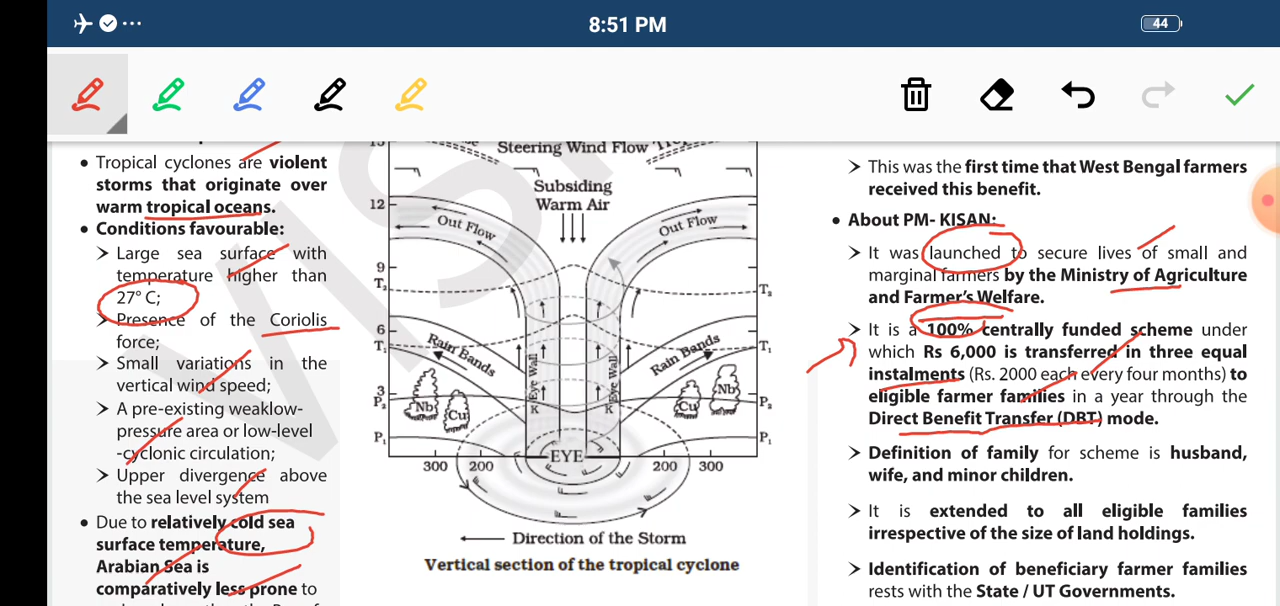 8:51 PM
44
• Tropical cyclones are violent
storms that originate over
warm tropical oceans.
• Conditions favourable:
➢ Large sea surface with
temperature higher than
27° C;
➢ Presence of the Coriolis
force;
➢ Small variations in the
vertical wind speed;
➢ A pre-existing weaklow-
pressure area or low-level
-cyclonic circulation;
➢ Upper divergence above
the sea level system
• Due to relatively cold sea
surface temperature,
Arabian Sea is
comparatively less prone to
Steering Wind Flow
Subsiding
Warm Air
12
Out Flow
Out Flow
9
T₂
T₂
6
T₁
T₁
Rain Bands
Rain Bands
Eye Wall
Eye Wall
3
P₂
P₂
Nb
Cu
K
K
Cu
Nb
P₁
P₁
EYE
300 200
200 300
Direction of the Storm
Vertical section of the tropical cyclone
➢ This was the first time that West Bengal farmers
received this benefit.
• About PM- KISAN:
➢ It was launched to secure lives of small and
marginal farmers by the Ministry of Agriculture
and Farmer's Welfare.
➢ It is a 100% centrally funded scheme under
which Rs 6,000 is transferred in three equal
instalments (Rs. 2000 each every four months) to
eligible farmer families in a year through the
Direct Benefit Transfer (DBT) mode.
➢ Definition of family for scheme is husband,
wife, and minor children.
➢ It is extended to all eligible families
irrespective of the size of land holdings.
➢ Identification of beneficiary farmer families
rests with the State / UT Governments.